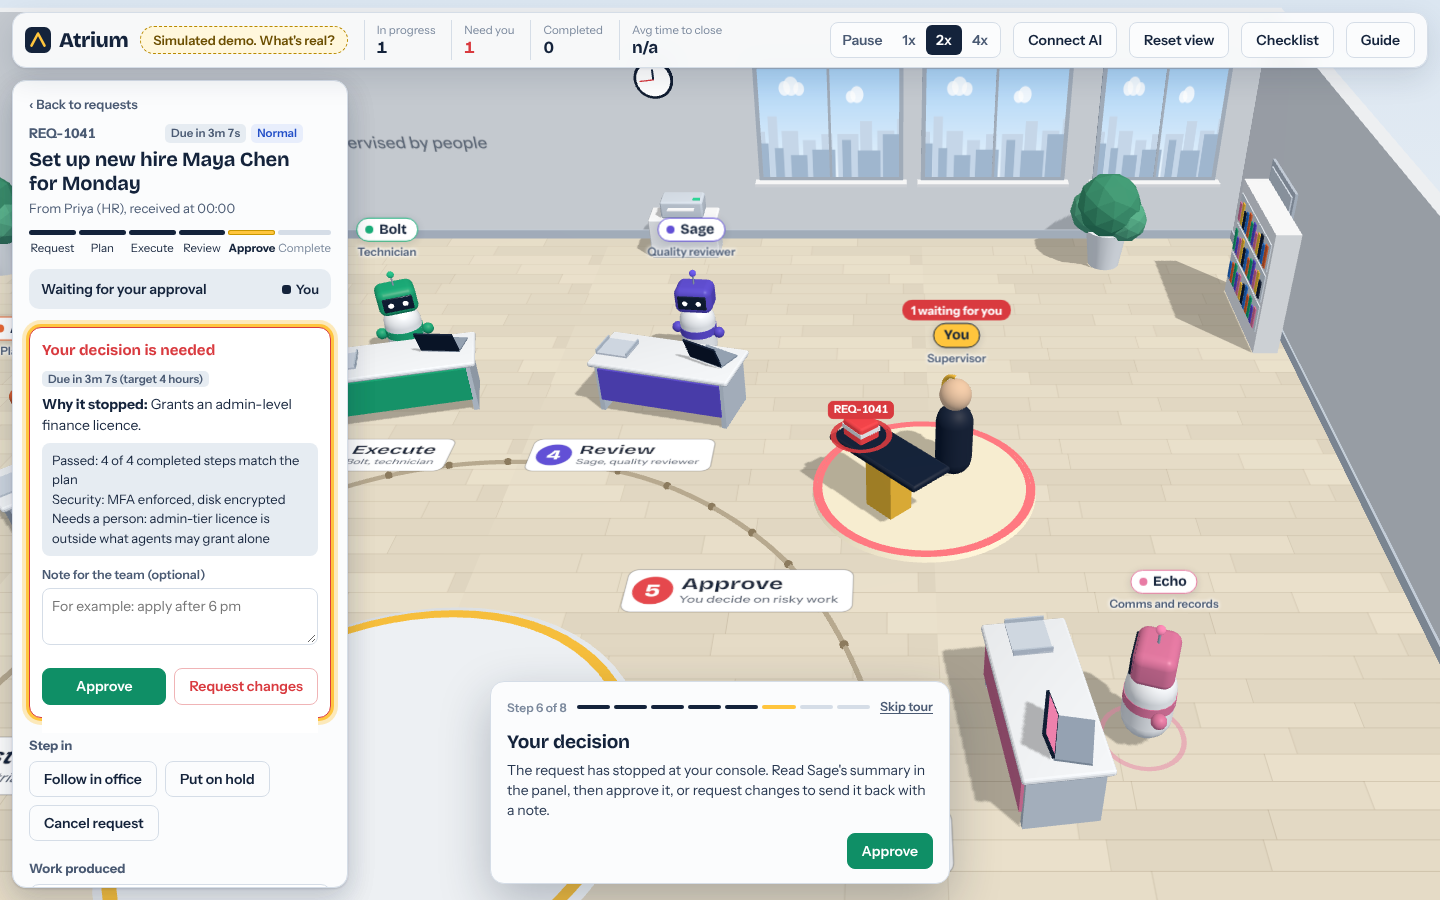 Atrium
Simulated demo. What's real?
In progress
1
Need you
1
Completed
0
Avg time to close
n/a
Pause 1x 2x 4x
Connect AI
Reset view
Checklist
Guide
‹ Back to requests
REQ-1041
Due in 3m 7s
Normal
Set up new hire Maya Chen
for Monday
From Priya (HR), received at 00:00
Request Plan Execute Review Approve Complete
Waiting for your approval
You
Your decision is needed
Due in 3m 7s (target 4 hours)
Why it stopped: Grants an admin-level
finance licence.
Passed: 4 of 4 completed steps match the
plan
Security: MFA enforced, disk encrypted
Needs a person: admin-tier licence is
outside what agents may grant alone
Note for the team (optional)
For example: apply after 6 pm
Approve
Request changes
Step in
Follow in office
Put on hold
Cancel request
Work produced
ervised by people
Bolt
Technician
Sage
Quality reviewer
1 waiting for you
You
Supervisor
REQ-1041
Execute
Bolt, technician
4 Review
Sage, quality reviewer
5 Approve
You decide on risky work
Echo
Comms and records
Step 6 of 8
Skip tour
Your decision
The request has stopped at your console. Read Sage's summary in
the panel, then approve it, or request changes to send it back with
a note.
Approve